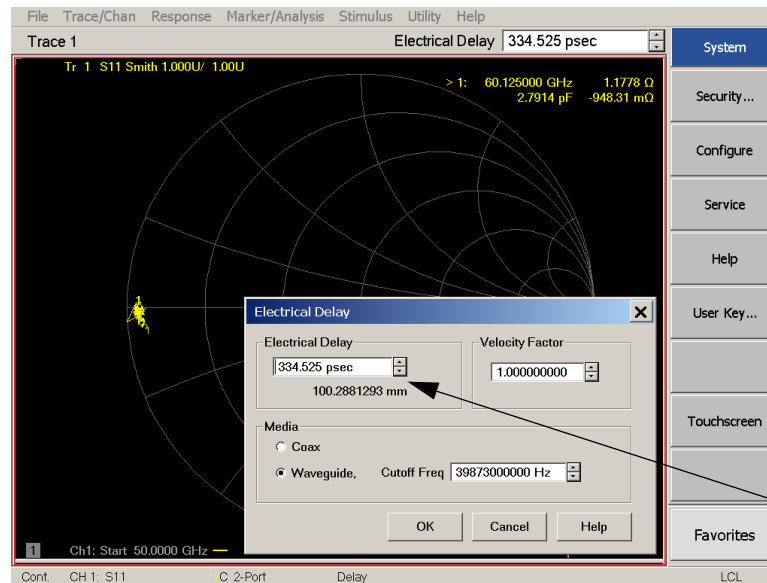 File Trace/Chan Response Marker/Analysis Stimulus Utility Help
Trace 1 Electrical Delay 334.525 psec
System
Tr 1 S11 Smith 1.000U/ 1.00U
> 1: 60.125000 GHz 1.1778 Ω
2.7914 pF -948.31 mΩ
Security...
Configure
Service
Help
User Key...
Touchscreen
Favorites
1
Electrical Delay
Electrical Delay
334.525 psec
100.2881293 mm
Velocity Factor
1.000000000
Media
Coax
Waveguide, Cutoff Freq 39873000000 Hz
OK Cancel Help
1 Ch1: Start 50.0000 GHz
Cont. CH 1: S11 C 2-Port Delay LCL